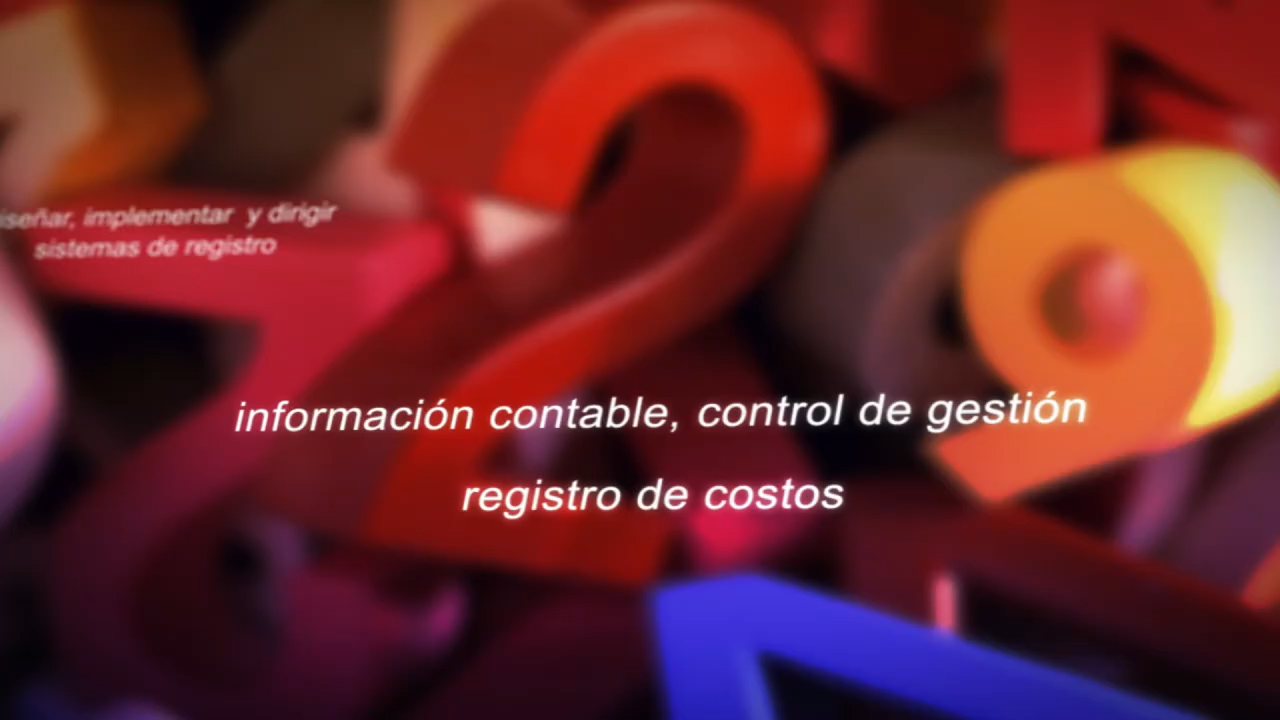 iseñar, implementar y dirigir
sistemas de registro
información contable, control de gestión
registro de costos